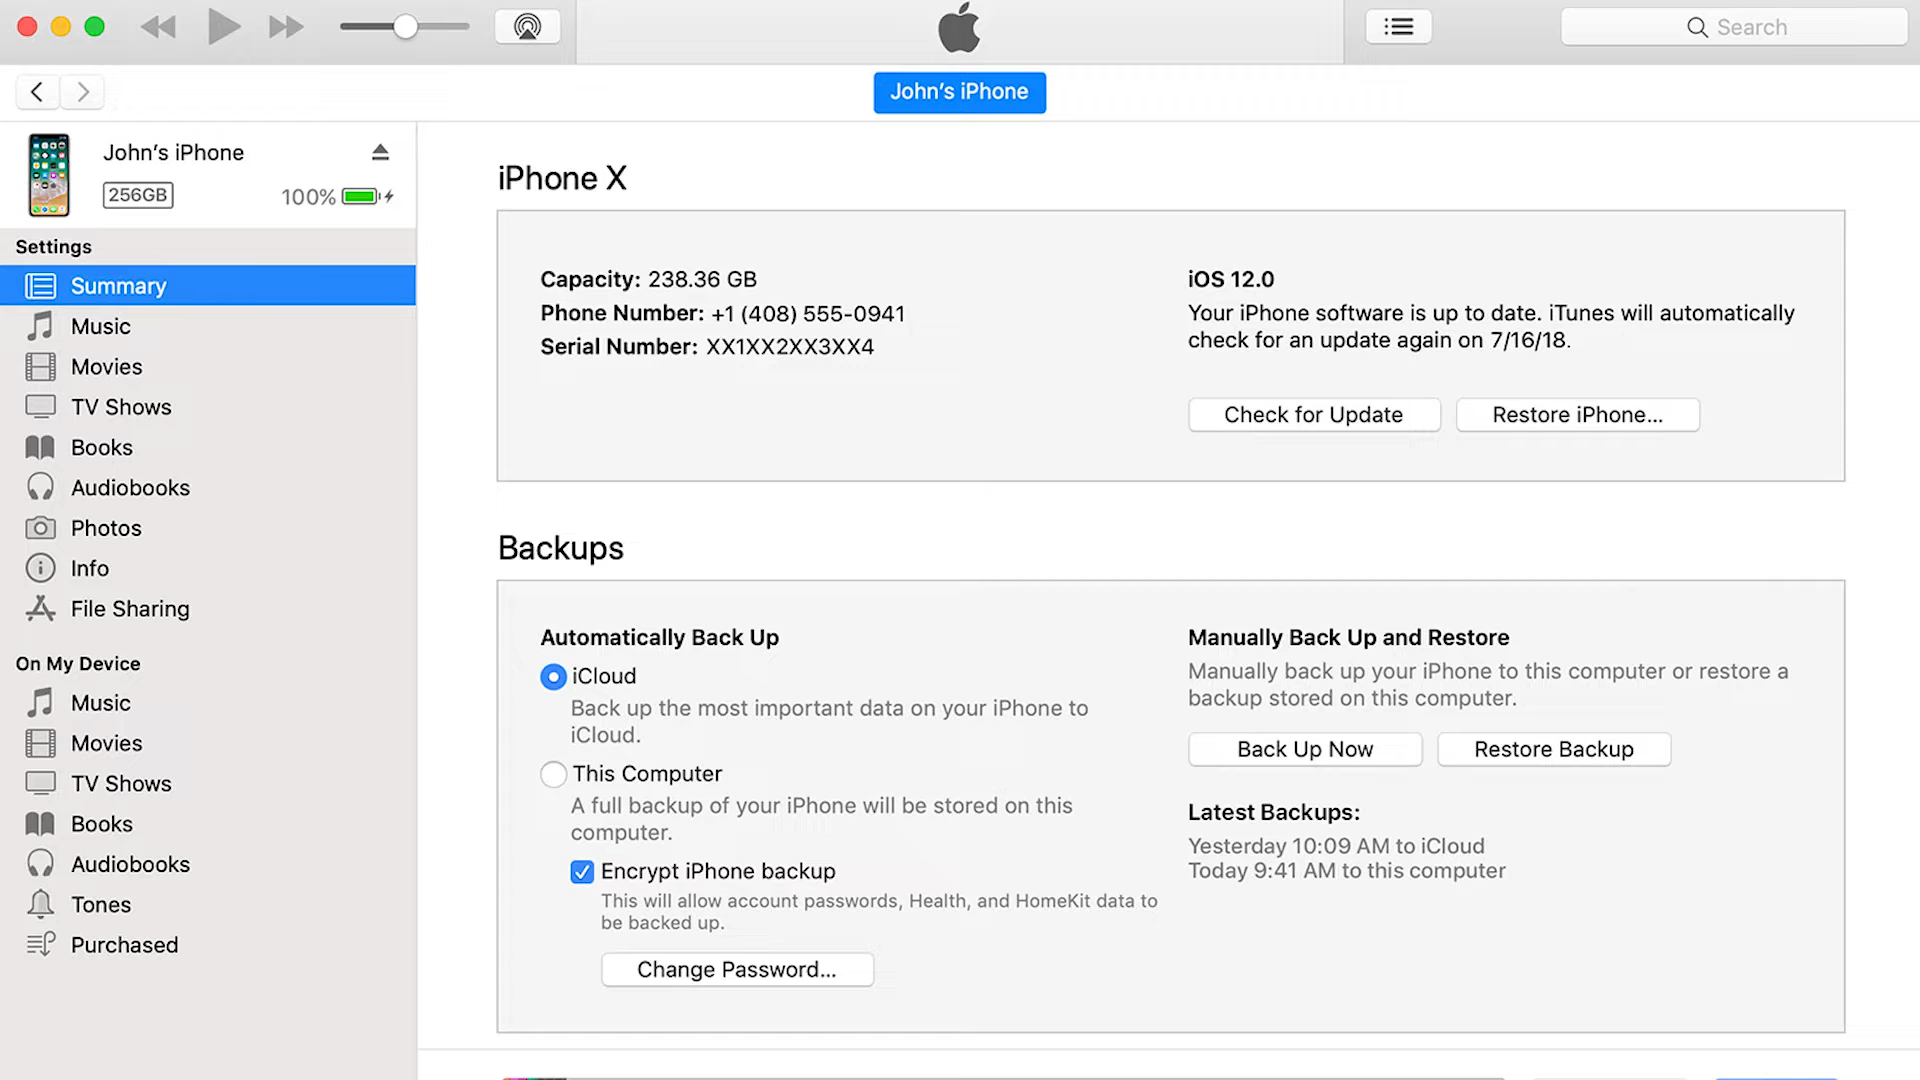 Search
John's iPhone
John's iPhone
256GB
100%
Settings
Summary
Music
Movies
TV Shows
Books
Audiobooks
Photos
Info
File Sharing
On My Device
Music
Movies
TV Shows
Books
Audiobooks
Tones
Purchased
iPhone X
Capacity: 238.36 GB
Phone Number: +1 (408) 555-0941
Serial Number: XX1XX2XX3XX4
iOS 12.0
Your iPhone software is up to date. iTunes will automatically
check for an update again on 7/16/18.
Check for Update
Restore iPhone...
Backups
Automatically Back Up
iCloud
Back up the most important data on your iPhone to
iCloud.
This Computer
A full backup of your iPhone will be stored on this
computer.
Encrypt iPhone backup
This will allow account passwords, Health, and HomeKit data to
be backed up.
Change Password...
Manually Back Up and Restore
Manually back up your iPhone to this computer or restore a
backup stored on this computer.
Back Up Now
Restore Backup
Latest Backups:
Yesterday 10:09 AM to iCloud
Today 9:41 AM to this computer